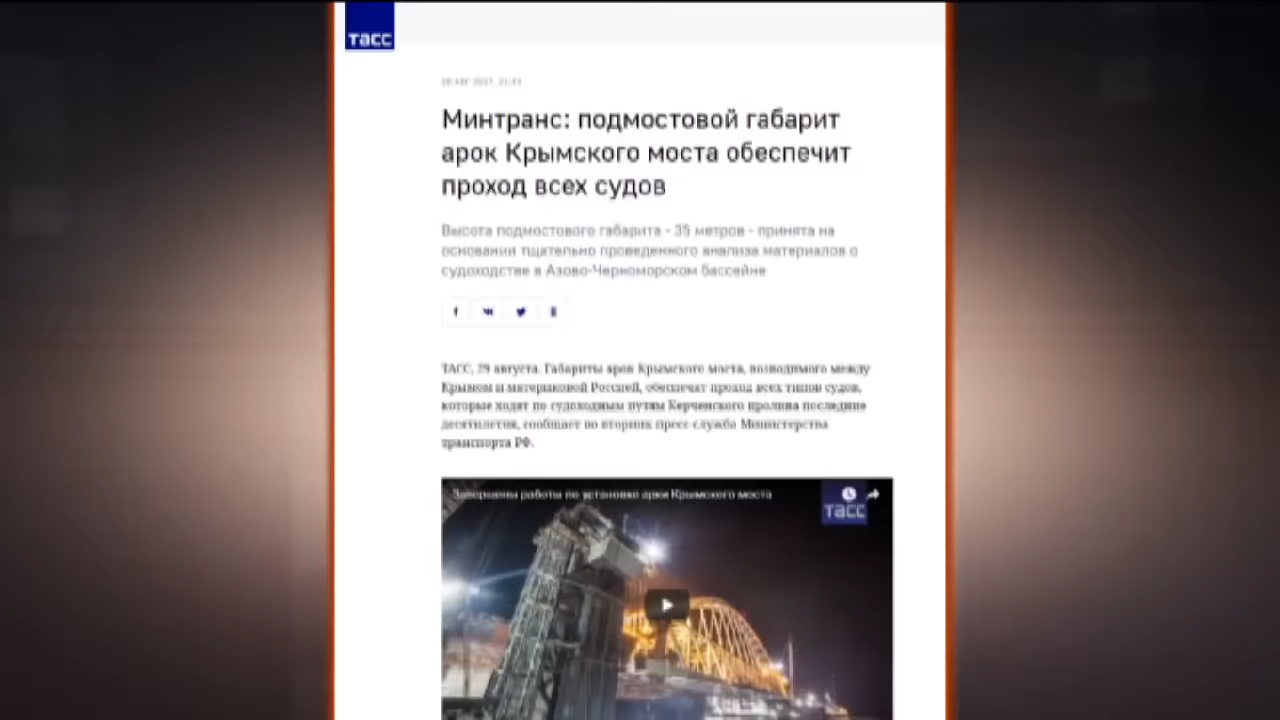 тасс
Минтранс: подмостовой габарит
арок Крымского моста обеспечит
проход всех судов
Высота подмостового габарита - 35 метров - принята на
основании тщательно проведенного анализа материалов о
судоходстве в Азово-Черноморском бассейне
ТАСС, 29 августа. Габариты арок Крымского моста, возводимого между
Крымом и материковой Россией, обеспечат проход всех типов судов,
которые ходят по судоходным путям Керченского пролива последние
десятилетия, сообщает во вторник пресс-служба Министерства
транспорта РФ.
Завершены работы по установке арки Крымского моста
тасс